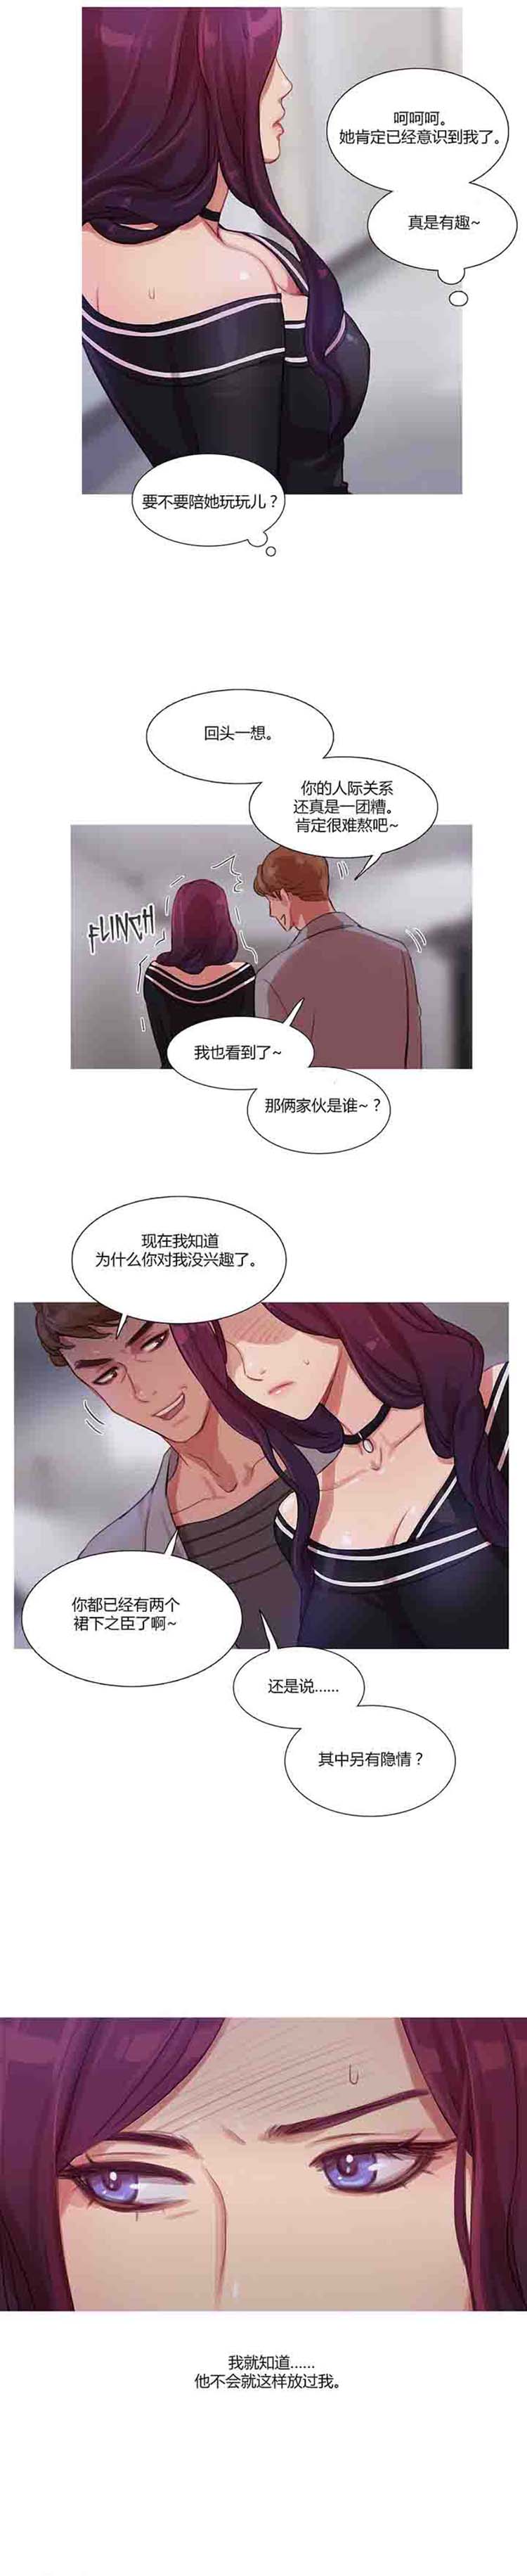 呵呵呵。
她肯定已经意识到我了。
真是有趣~
要不要陪她玩玩儿？
回头一想。
你的人际关系
还真是一团糟。
肯定很难熬吧~
FLINCH
我也看到了~
那俩家伙是谁~？
现在我知道
为什么你对我没兴趣了。
你都已经有两个
裙下之臣了啊~
还是说……
其中另有隐情？
我就知道……
他不会就这样放过我。